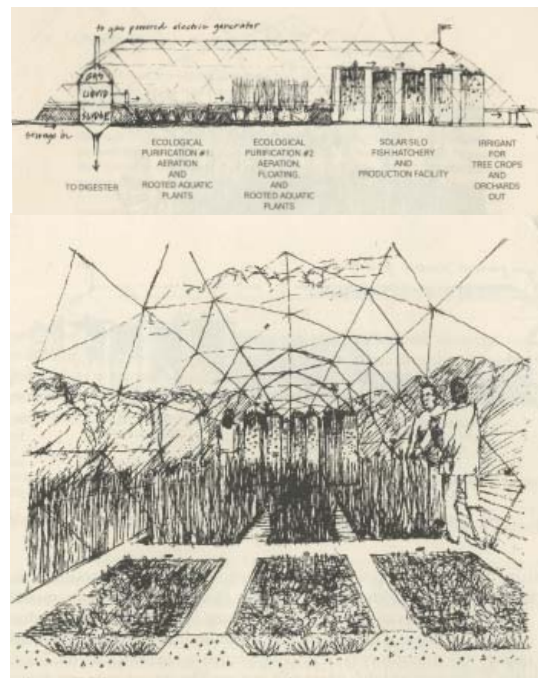 to gas powered electric generator
GAS
LIQUID
SLUDGE
Sewage in
TO DIGESTER
ECOLOGICAL
PURIFICATION #1.
AERATION
AND
ROOTED AQUATIC
PLANTS
ECOLOGICAL
PURIFICATION #2
AERATION,
FLOATING,
AND
ROOTED AQUATIC
PLANTS
SOLAR SILO
FISH HATCHERY
AND
PRODUCTION FACILITY
IRRIGANT
FOR
TREE CROPS
AND
ORCHARDS
OUT